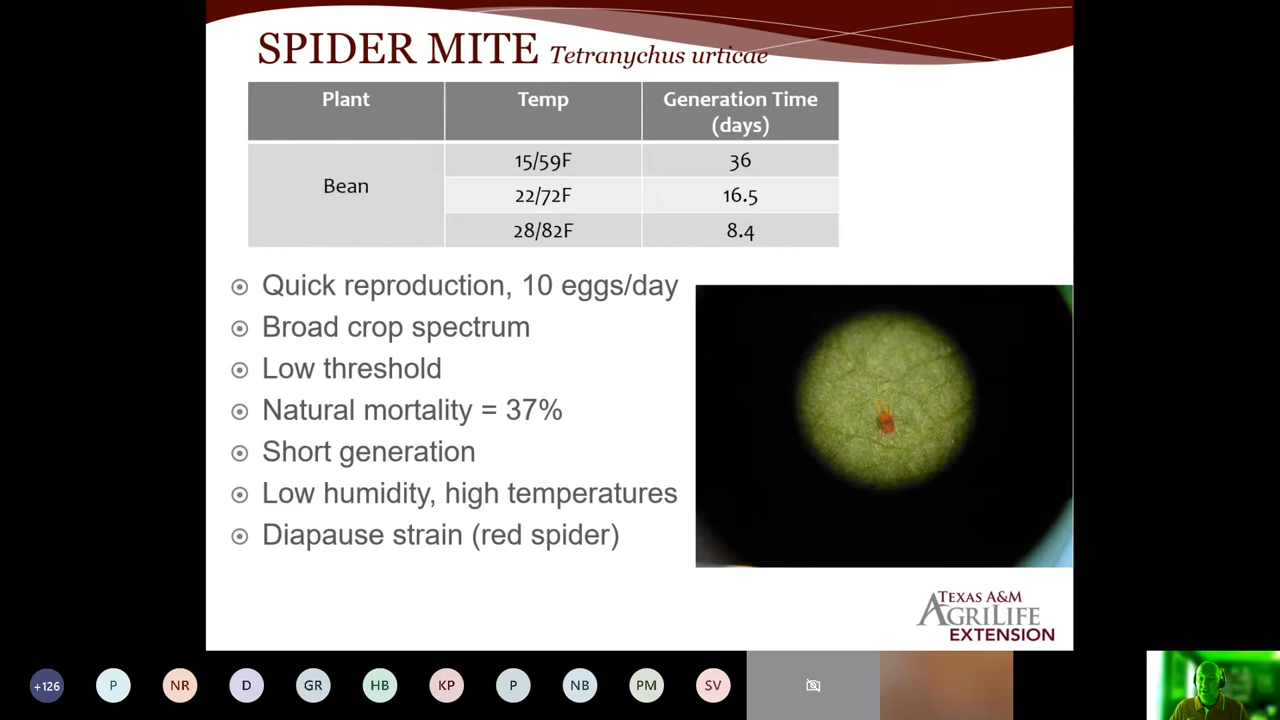 SPIDER MITE Tetranychus urticae
Plant Temp Generation Time (days)
Bean
15/59F 36
22/72F 16.5
28/82F 8.4
Quick reproduction, 10 eggs/day
Broad crop spectrum
Low threshold
Natural mortality = 37%
Short generation
Low humidity, high temperatures
Diapause strain (red spider)
TEXAS A&M
AGRILIFE
EXTENSION
+126 P NR D GR HB KP P NB PM SV